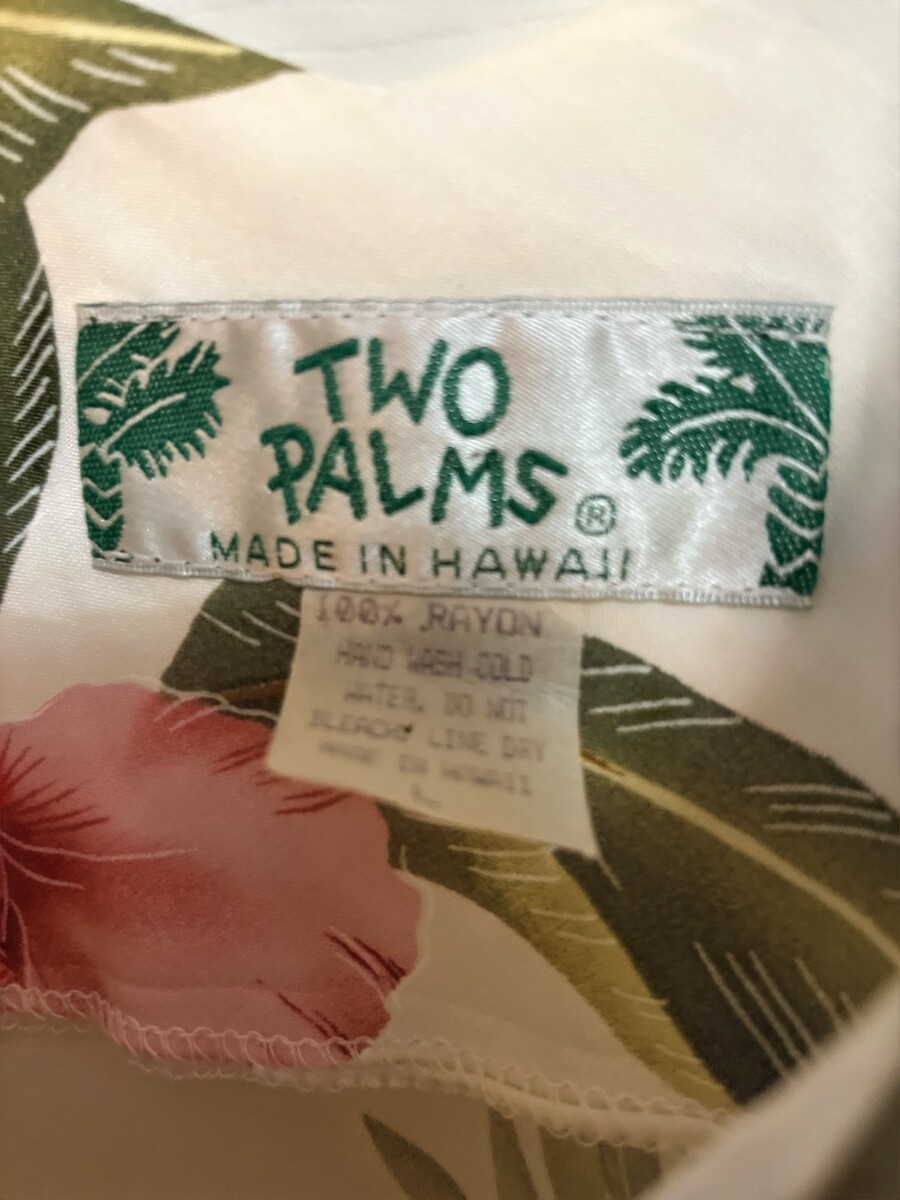 TWO
PALMS®
MADE IN HAWAII
100% RAYON
HAND WASH COLD
WATER, DO NOT
BLEACH, LINE DRY
MADE IN HAWAII
L